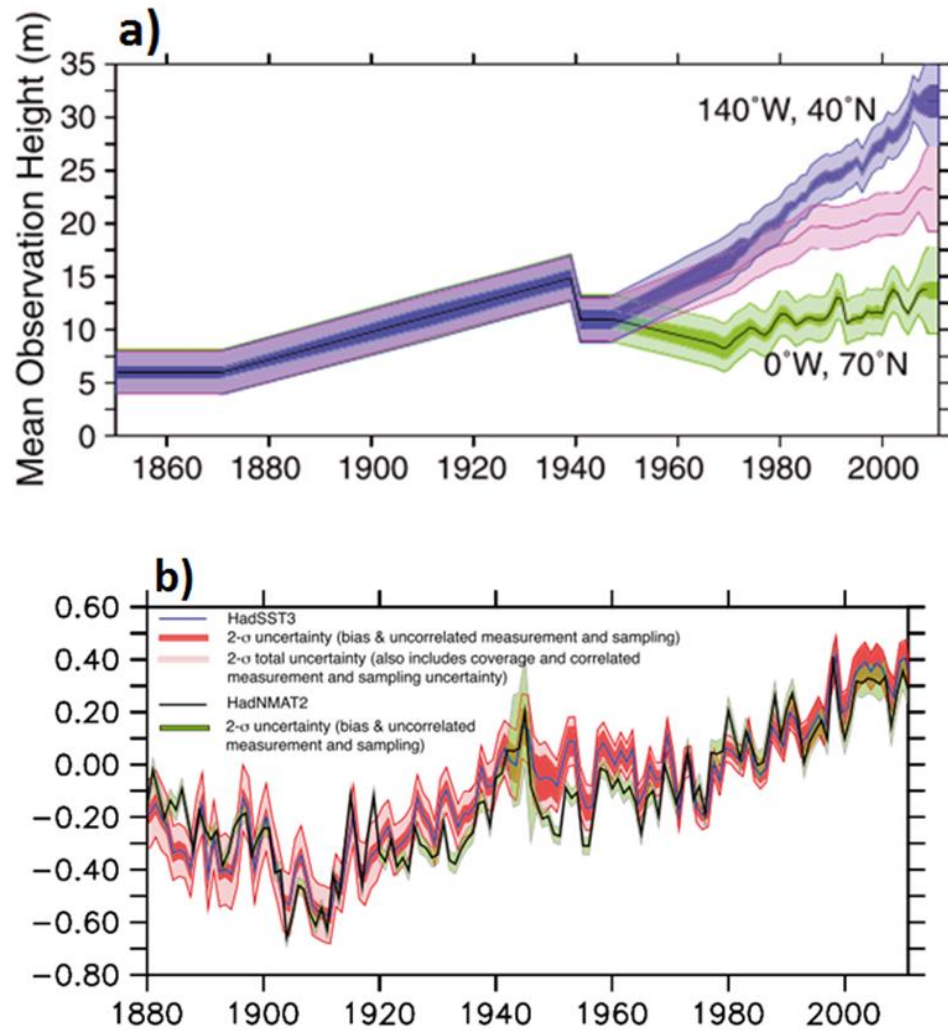 a)
Mean Observation Height (m)
35
30
25
20
15
10
5
0
140°W, 40°N
0°W, 70°N
1860 1880 1900 1920 1940 1960 1980 2000
b)
0.60
0.40
0.20
0.00
−0.20
−0.40
−0.60
−0.80
HadSST3
2-σ uncertainty (bias & uncorrelated measurement and sampling)
2-σ total uncertainty (also includes coverage and correlated
measurement and sampling uncertainty)
HadNMAT2
2-σ uncertainty (bias & uncorrelated
measurement and sampling)
1880 1900 1920 1940 1960 1980 2000